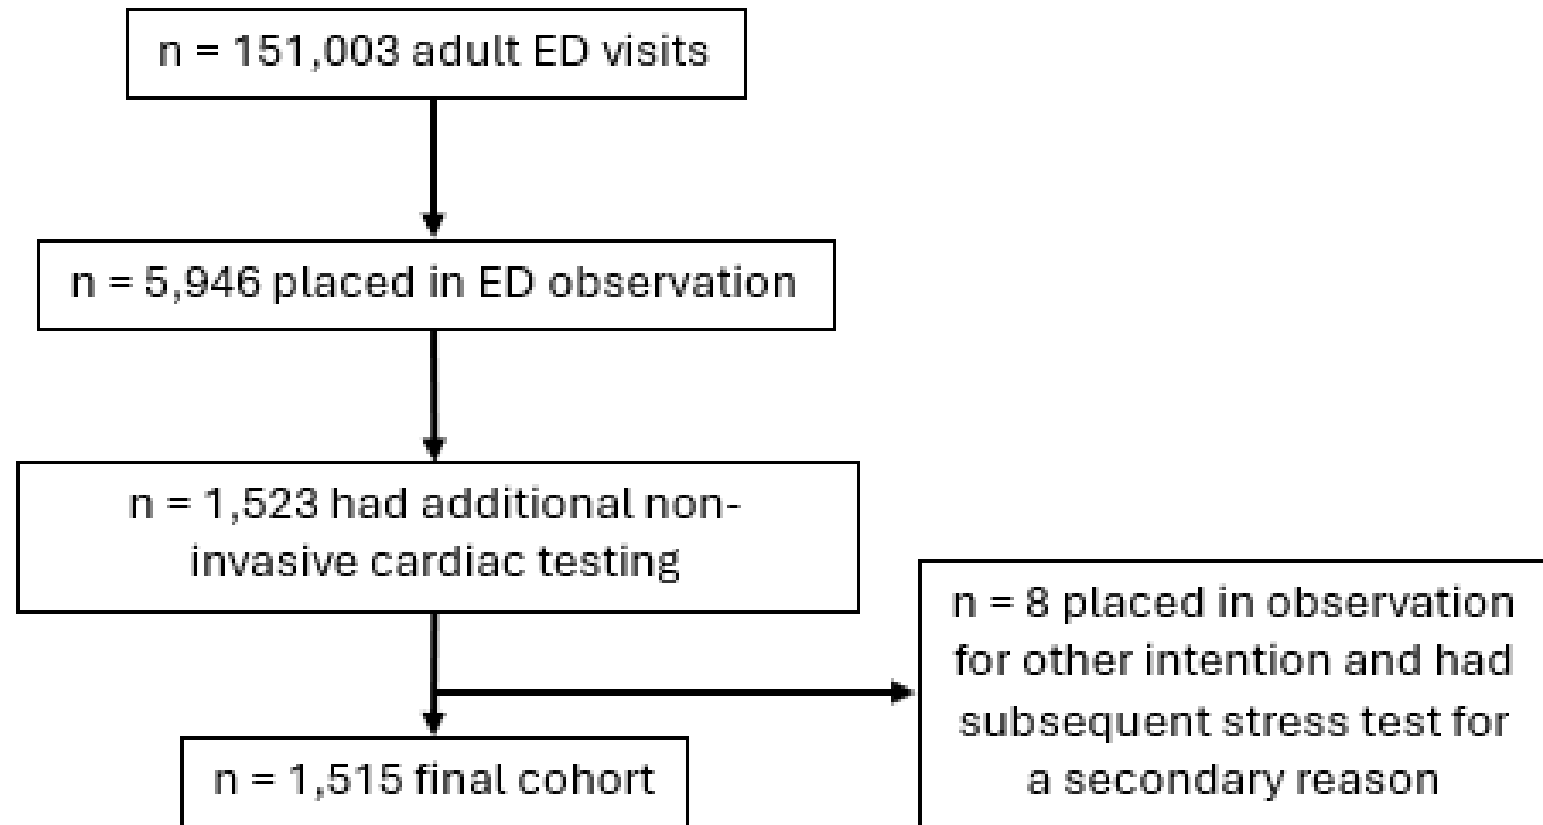 n = 151,003 adult ED visits
n = 5,946 placed in ED observation
n = 1,523 had additional non-
invasive cardiac testing
n = 8 placed in observation
for other intention and had
subsequent stress test for
a secondary reason
n = 1,515 final cohort